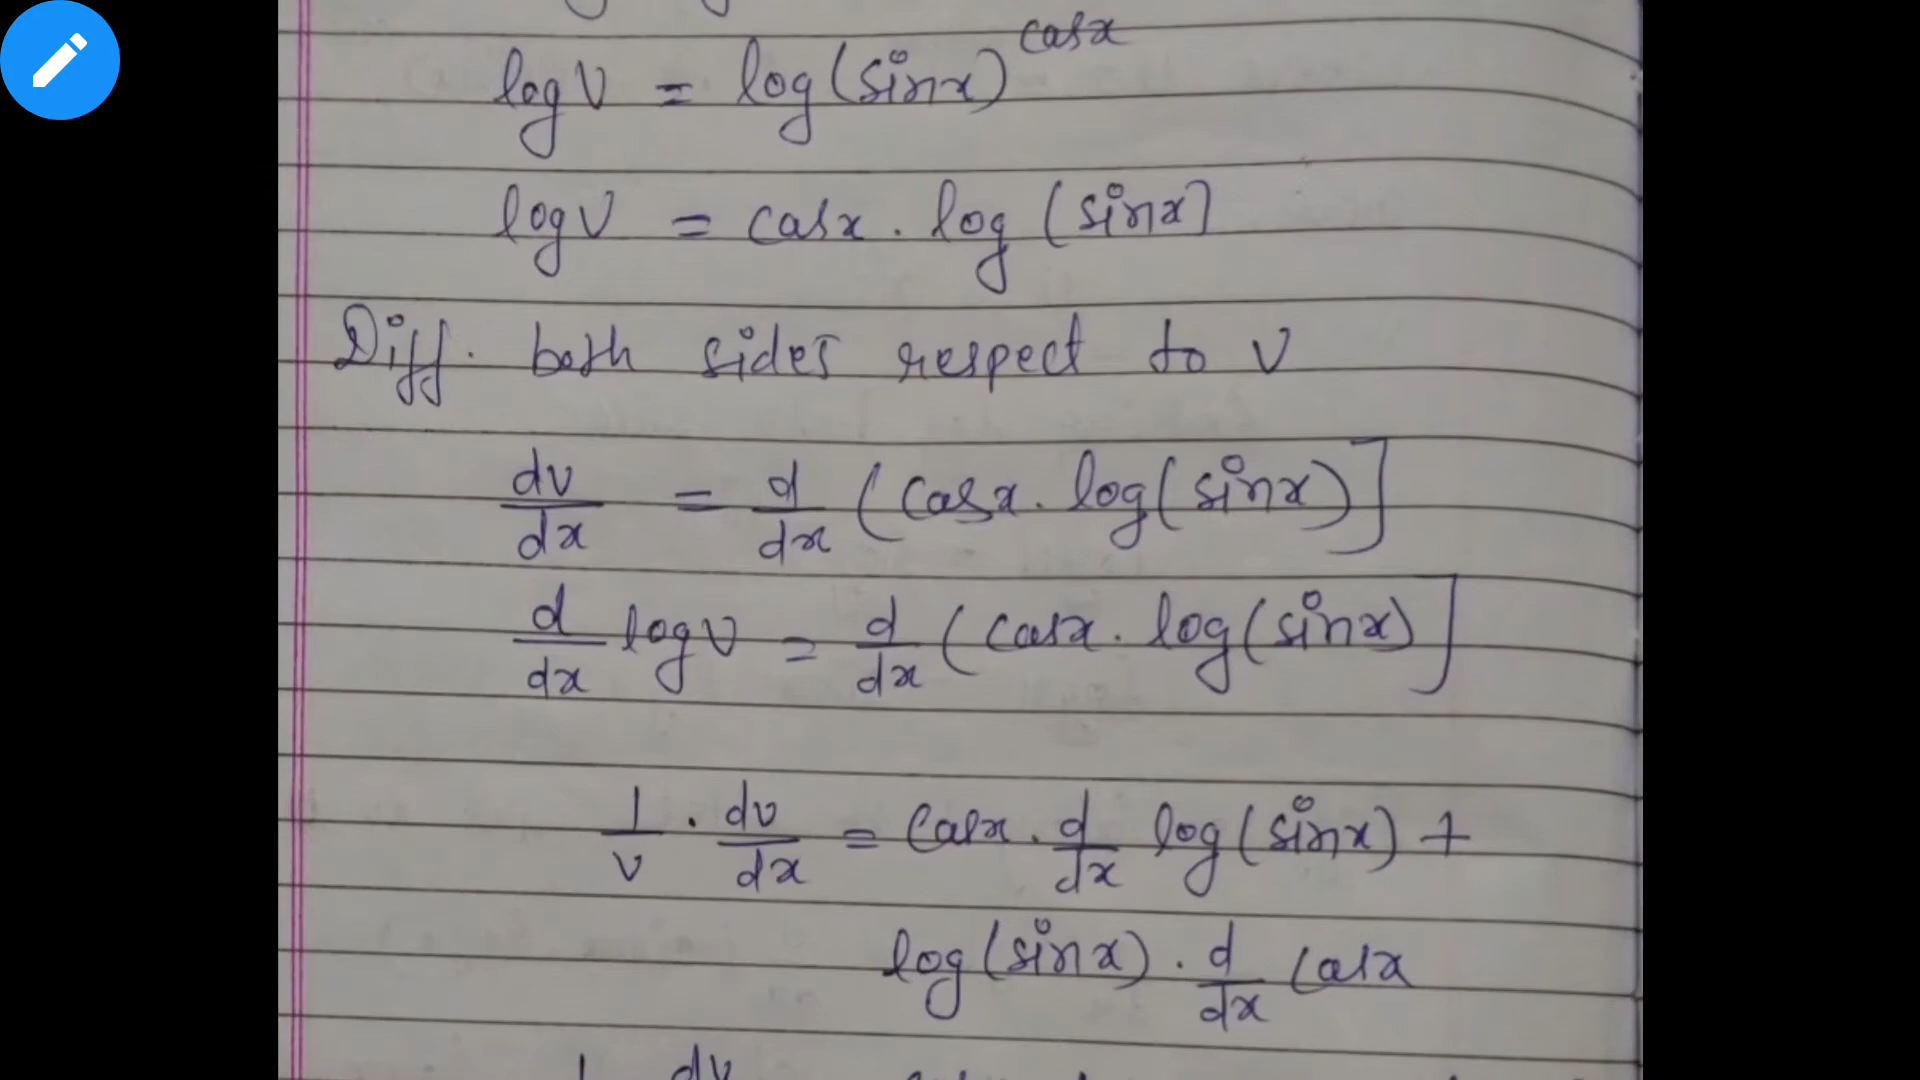 log v = log(sinx)^cosx
log v = cosx . log (sinx]
Diff. both sides respect to v
dv/dx = d/dx (cosx. log(sinx)]
d/dx log v = d/dx (cosx. log(sinx)]
1/v . dv/dx = cosx. d/dx log(sinx) +
log(sinx) . d/dx cosx
dv